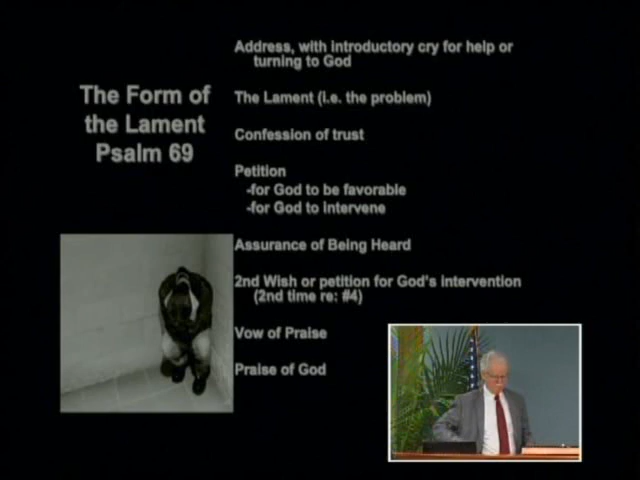 The Form of
the Lament
Psalm 69
Address, with introductory cry for help or
turning to God
The Lament (i.e. the problem)
Confession of trust
Petition
-for God to be favorable
-for God to intervene
Assurance of Being Heard
2nd Wish or petition for God's intervention
(2nd time re: #4)
Vow of Praise
Praise of God